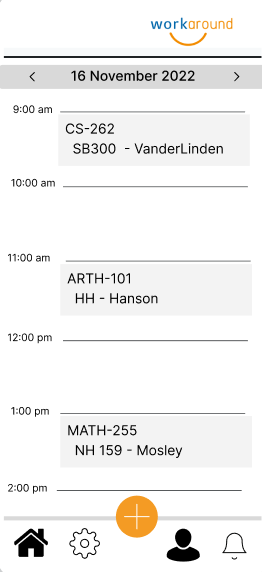 workaround
< 16 November 2022 >
9:00 am
CS-262
SB300 - VanderLinden
10:00 am
11:00 am
ARTH-101
HH - Hanson
12:00 pm
1:00 pm
MATH-255
NH 159 - Mosley
2:00 pm